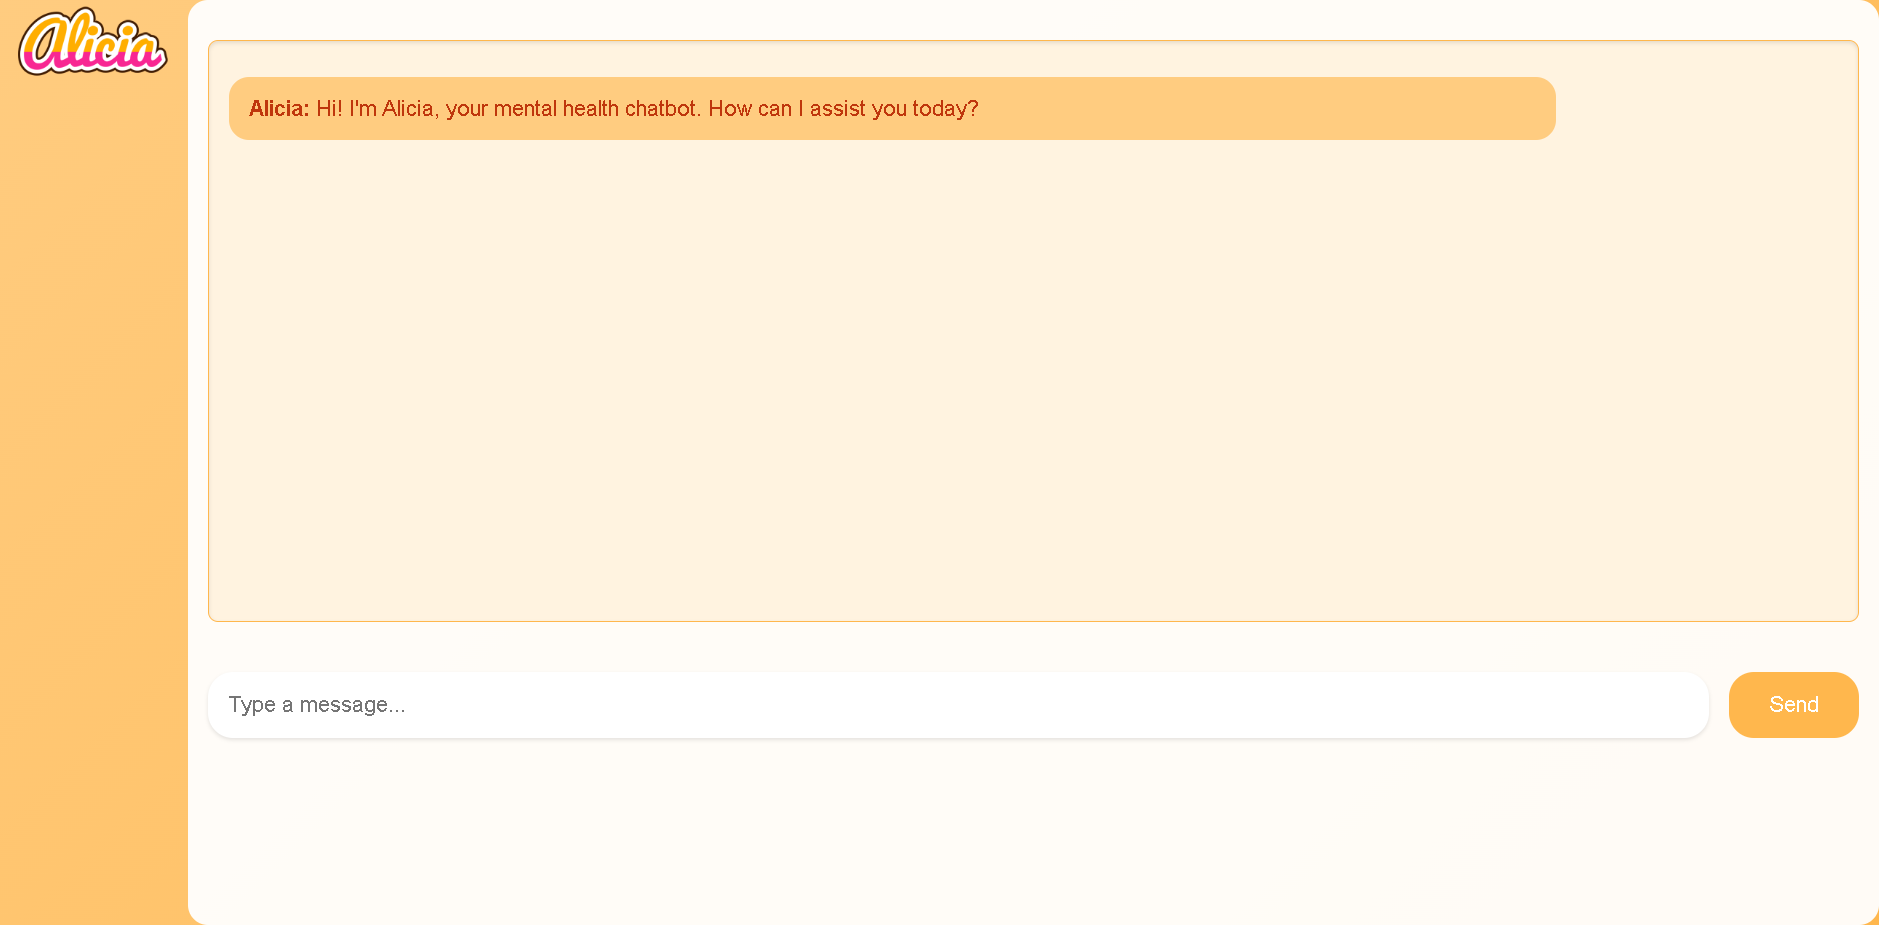 Alicia
Alicia: Hi! I'm Alicia, your mental health chatbot. How can I assist you today?
Type a message...
Send